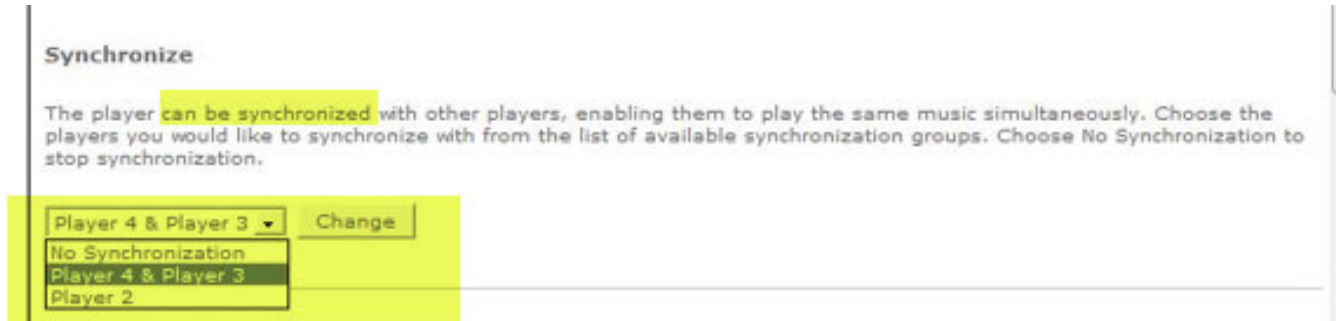 Synchronize
The player can be synchronized with other players, enabling them to play the same music simultaneously. Choose the
players you would like to synchronize with from the list of available synchronization groups. Choose No Synchronization to
stop synchronization.
Player 4 & Player 3 Change
No Synchronization
Player 4 & Player 3
Player 2